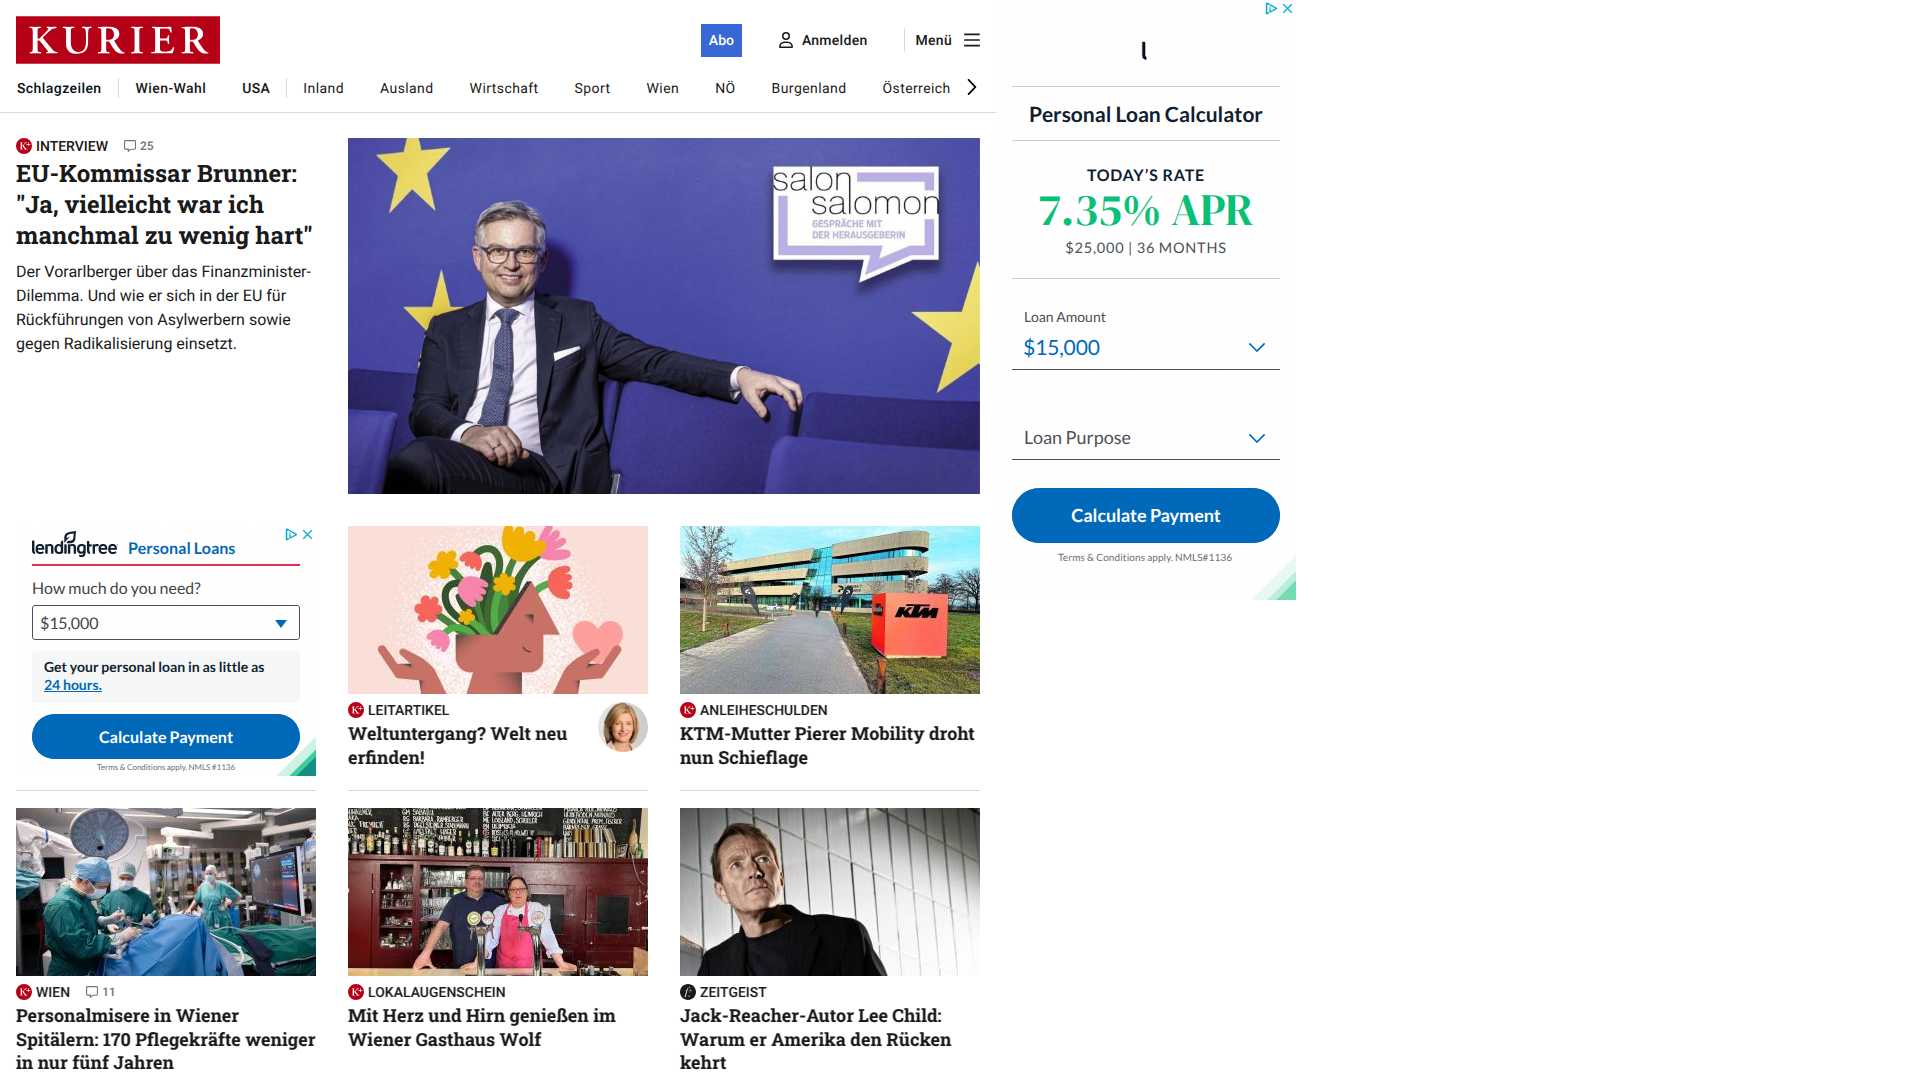 KURIER
Abo
Anmelden
Menü
Schlagzeilen
Wien-Wahl
USA
Inland
Ausland
Wirtschaft
Sport
Wien
NÖ
Burgenland
Österreich
INTERVIEW 25
EU-Kommissar Brunner:
"Ja, vielleicht war ich
manchmal zu wenig hart"
Der Vorarlberger über das Finanzminister-
Dilemma. Und wie er sich in der EU für
Rückführungen von Asylwerbern sowie
gegen Radikalisierung einsetzt.
salon
salomon
GESPRÄCHE MIT
DER HERAUSGEBERIN
Personal Loan Calculator
TODAY'S RATE
7.35% APR
$25,000 | 36 MONTHS
Loan Amount
$15,000
Loan Purpose
Calculate Payment
Terms & Conditions apply. NMLS#1136
lendingtree Personal Loans
How much do you need?
$15,000
Get your personal loan in as little as
24 hours.
Calculate Payment
Terms & Conditions apply. NMLS #1136
LEITARTIKEL
Weltuntergang? Welt neu
erfinden!
KTM
ANLEIHESCHULDEN
KTM-Mutter Pierer Mobility droht
nun Schieflage
WIEN 11
Personalmisere in Wiener
Spitälern: 170 Pflegekräfte weniger
in nur fünf Jahren
LOKALAUGENSCHEIN
Mit Herz und Hirn genießen im
Wiener Gasthaus Wolf
ZEITGEIST
Jack-Reacher-Autor Lee Child:
Warum er Amerika den Rücken
kehrt